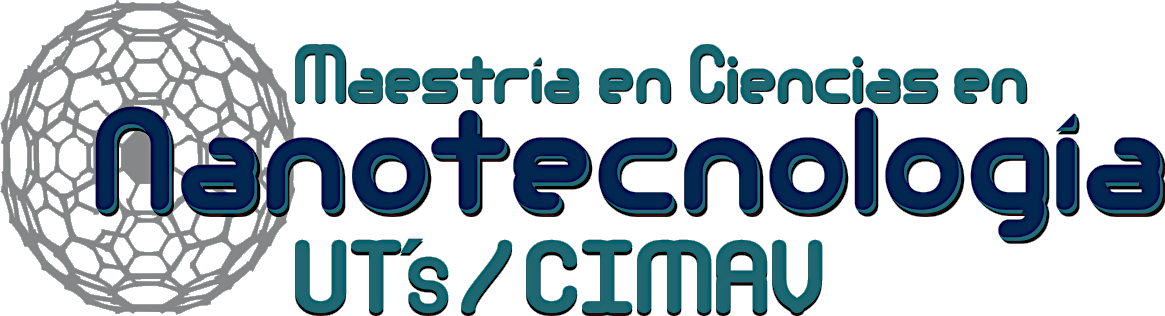 Maestría en Ciencias en
Nanotecnología
UT´s/CIMAV